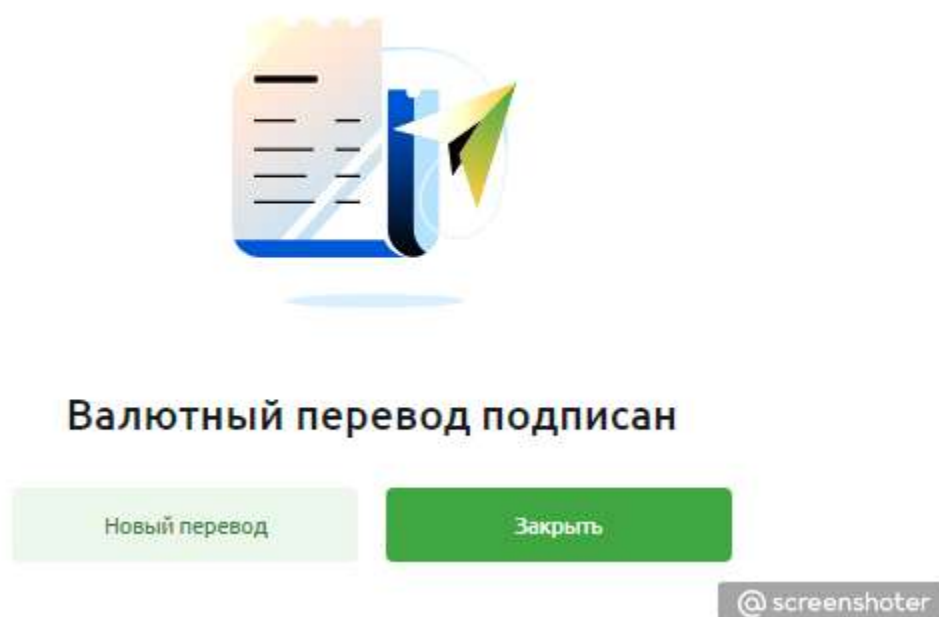 Валютный перевод подписан
Новый перевод
Закрыть
@ screenshoter